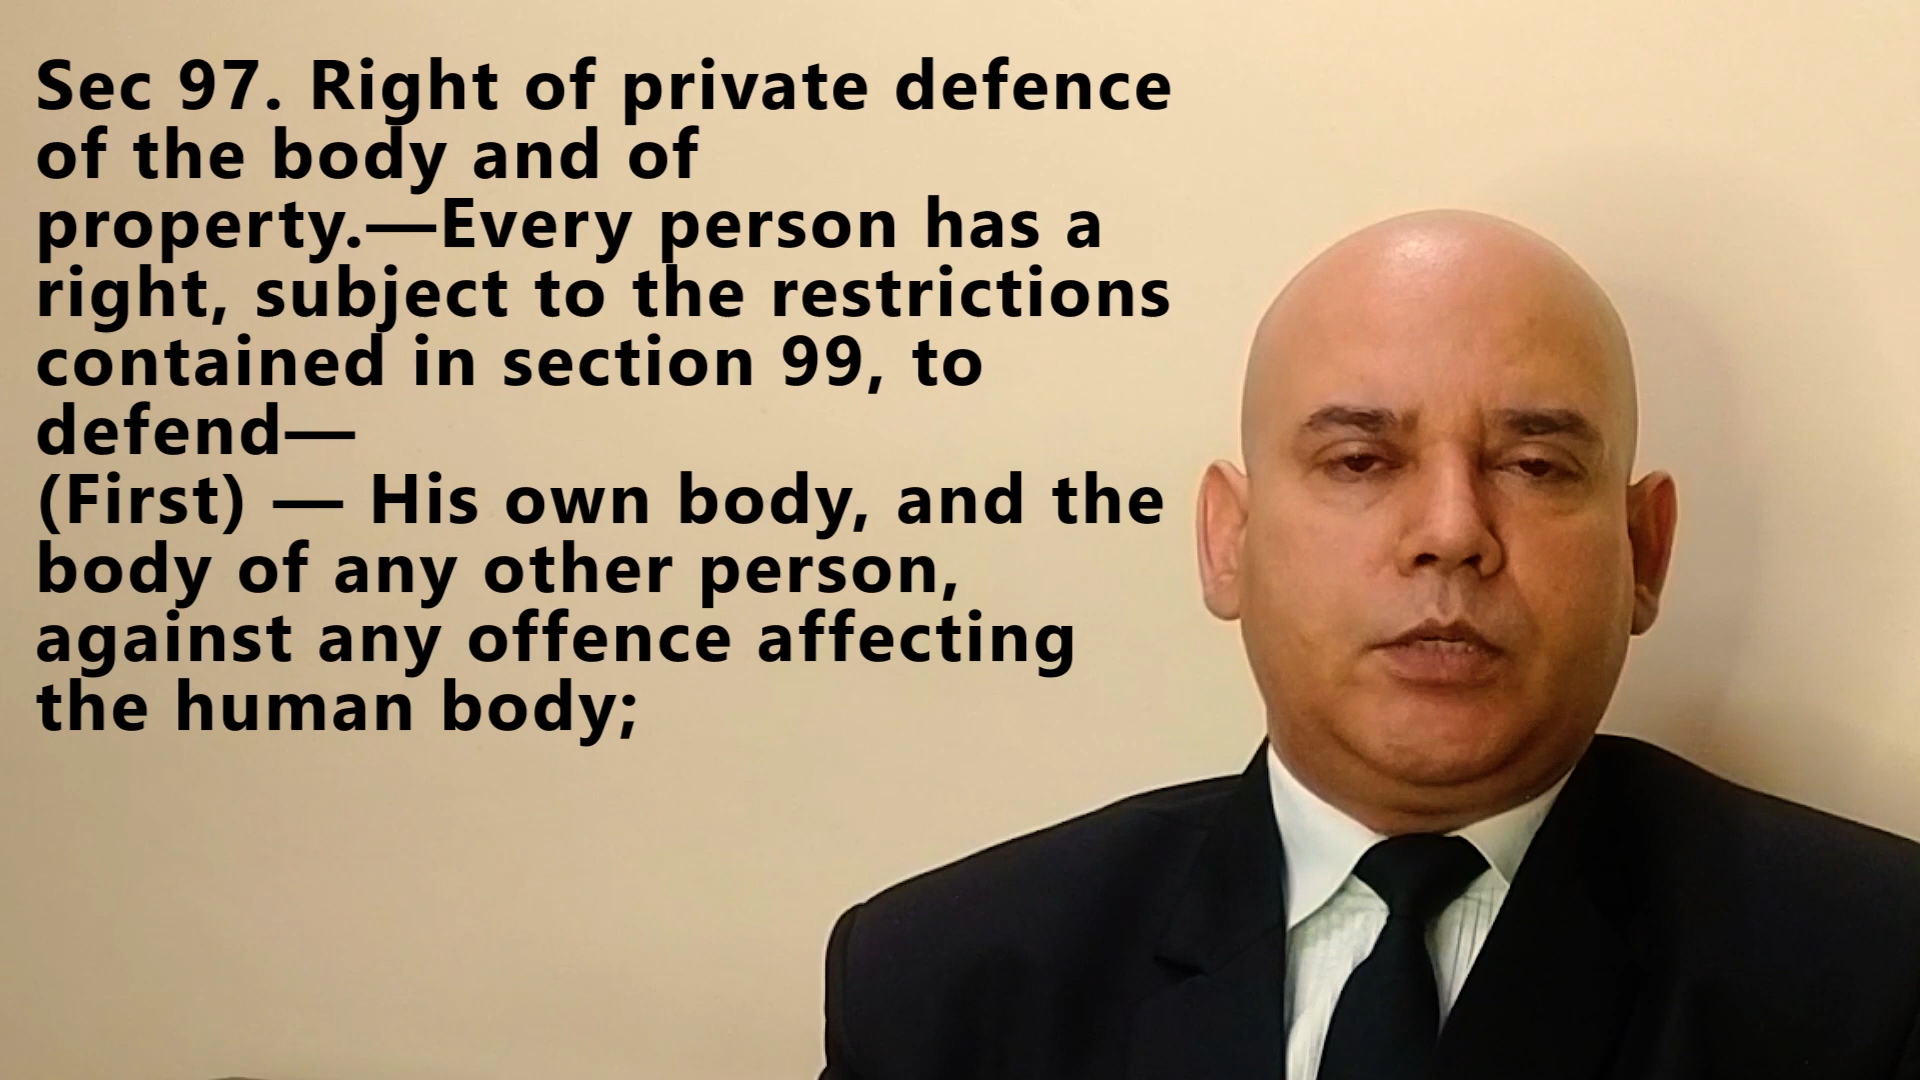 Sec 97. Right of private defence
of the body and of
property.—Every person has a
right, subject to the restrictions
contained in section 99, to
defend—
(First) — His own body, and the
body of any other person,
against any offence affecting
the human body;